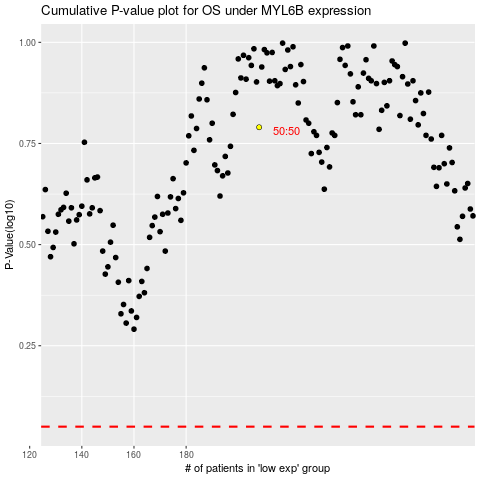 Cumulative P-value plot for OS under MYL6B expression
1.00
0.75
0.50
0.25
P-Value(log10)
50:50
120 140 160 180
# of patients in 'low exp' group